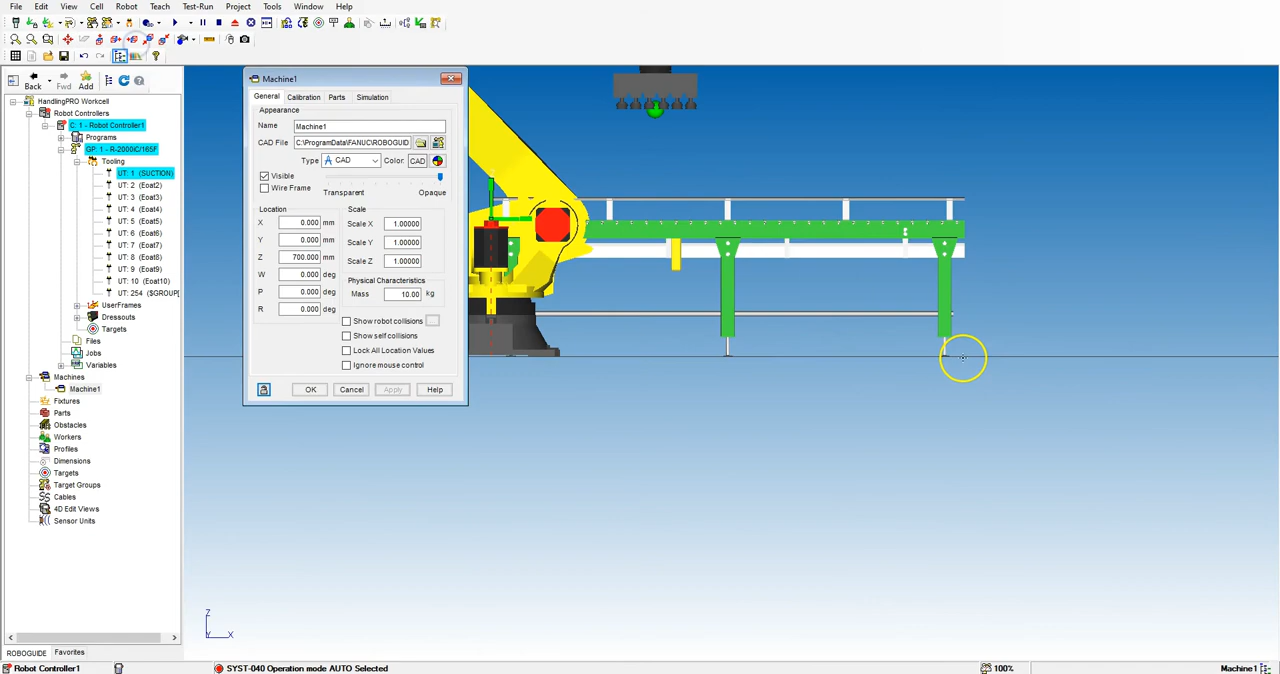 File Edit View Cell Robot Teach Test-Run Project Tools Window Help
Back Fwd Add
HandlingPRO Workcell
Robot Controllers
C: 1 - Robot Controller1
Programs
GP: 1 - R-2000iC/165F
Tooling
UT: 1 (SUCTION)
UT: 2 (Eoat2)
UT: 3 (Eoat3)
UT: 4 (Eoat4)
UT: 5 (Eoat5)
UT: 6 (Eoat6)
UT: 7 (Eoat7)
UT: 8 (Eoat8)
UT: 9 (Eoat9)
UT: 10 (Eoat10)
UT: 254 ($GROUP[
UserFrames
Dressouts
Targets
Files
Jobs
Variables
Machines
Machine1
Fixtures
Parts
Obstacles
Workers
Profiles
Dimensions
Targets
Target Groups
Cables
4D Edit Views
Sensor Units
ROBOGUIDE Favorites
Machine1
General Calibration Parts Simulation
Appearance
Name Machine1
CAD File C:\ProgramData\FANUC\ROBOGUID
Type CAD Color: CAD
Visible
Wire Frame Transparent Opaque
Location Scale
X 0.000 mm Scale X 1.00000
Y 0.000 mm Scale Y 1.00000
Z 700.000 mm Scale Z 1.00000
W 0.000 deg Physical Characteristics
P 0.000 deg Mass 10.00 kg
R 0.000 deg
Show robot collisions
Show self collisions
Lock All Location Values
Ignore mouse control
OK Cancel Apply Help
Z
Y X
Robot Controller1 SYST-040 Operation mode AUTO Selected 100% Machine1